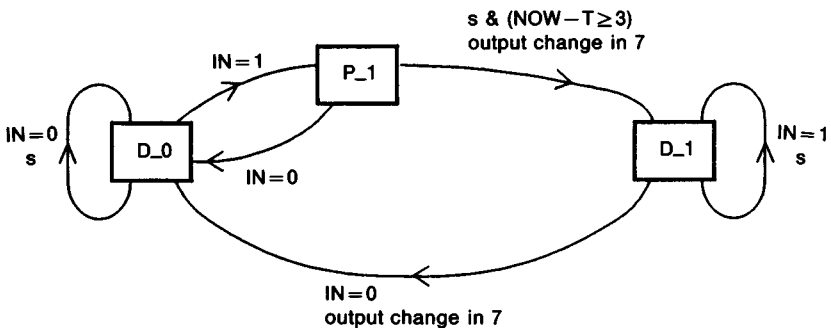 s & (NOW−T≥3)
output change in 7
IN=1
P_1
IN=0
s
D_0
IN=0
D_1
IN=1
s
IN=0
output change in 7